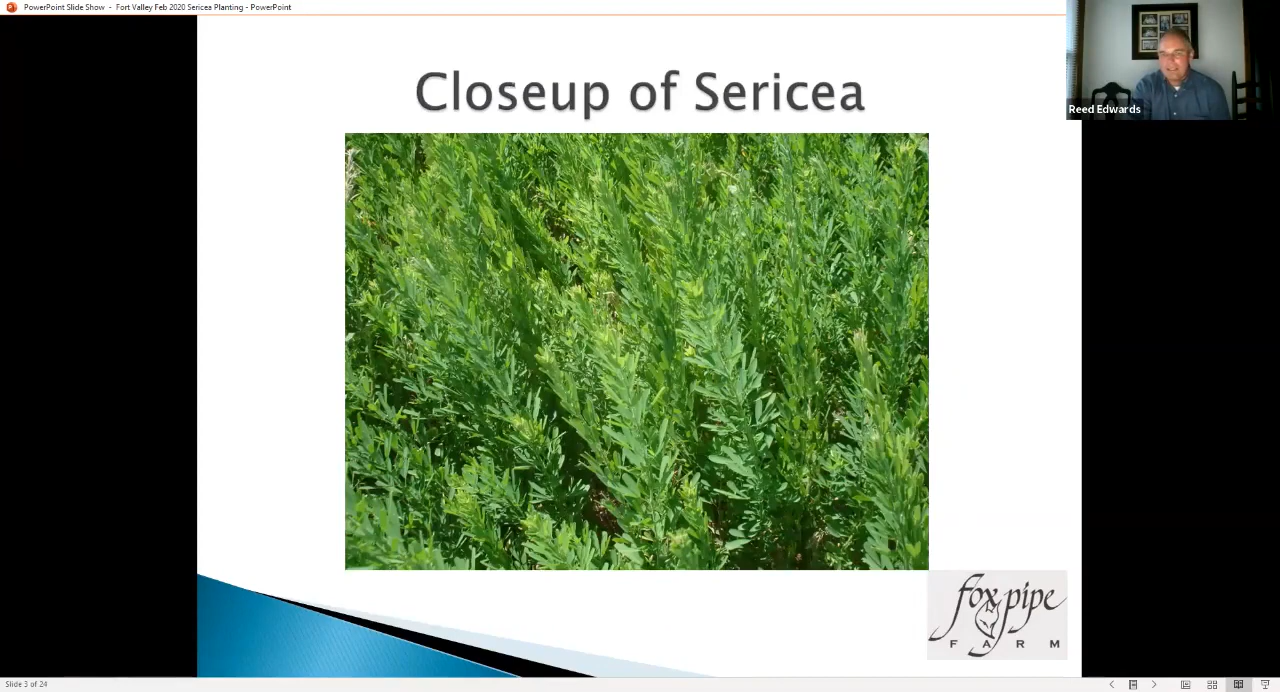 PowerPoint Slide Show - Fort Valley Feb 2020 Sericea Planting - PowerPoint
Reed Edwards
Closeup of Sericea
fox pipe
FARM
Slide 3 of 24